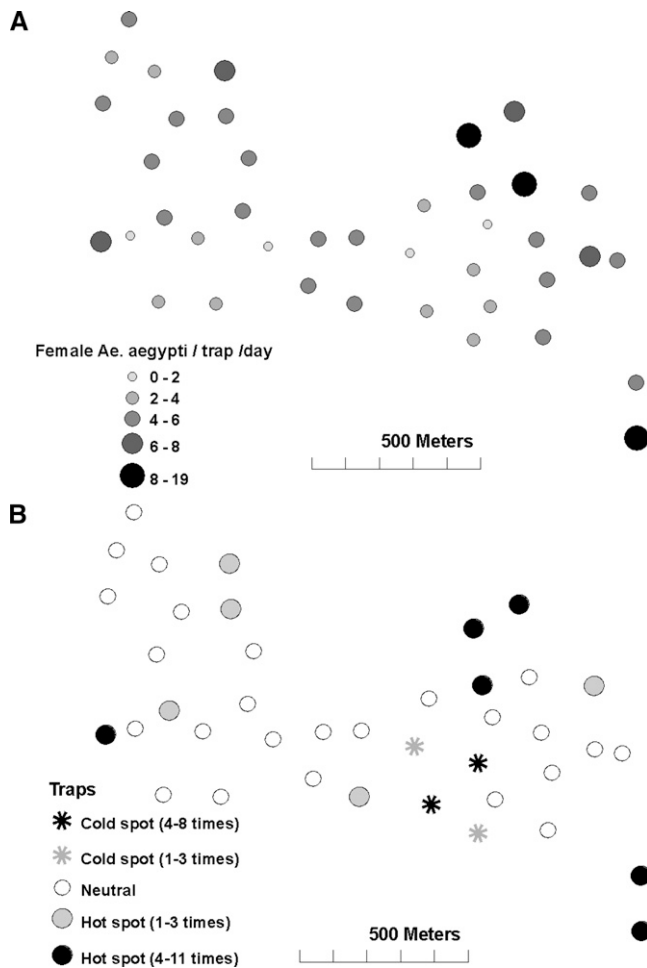 A
Female Ae. aegypti / trap /day
0 - 2
2 - 4
4 - 6
6 - 8
8 - 19
500 Meters
B
Traps
Cold spot (4-8 times)
Cold spot (1-3 times)
Neutral
Hot spot (1-3 times)
Hot spot (4-11 times)
500 Meters